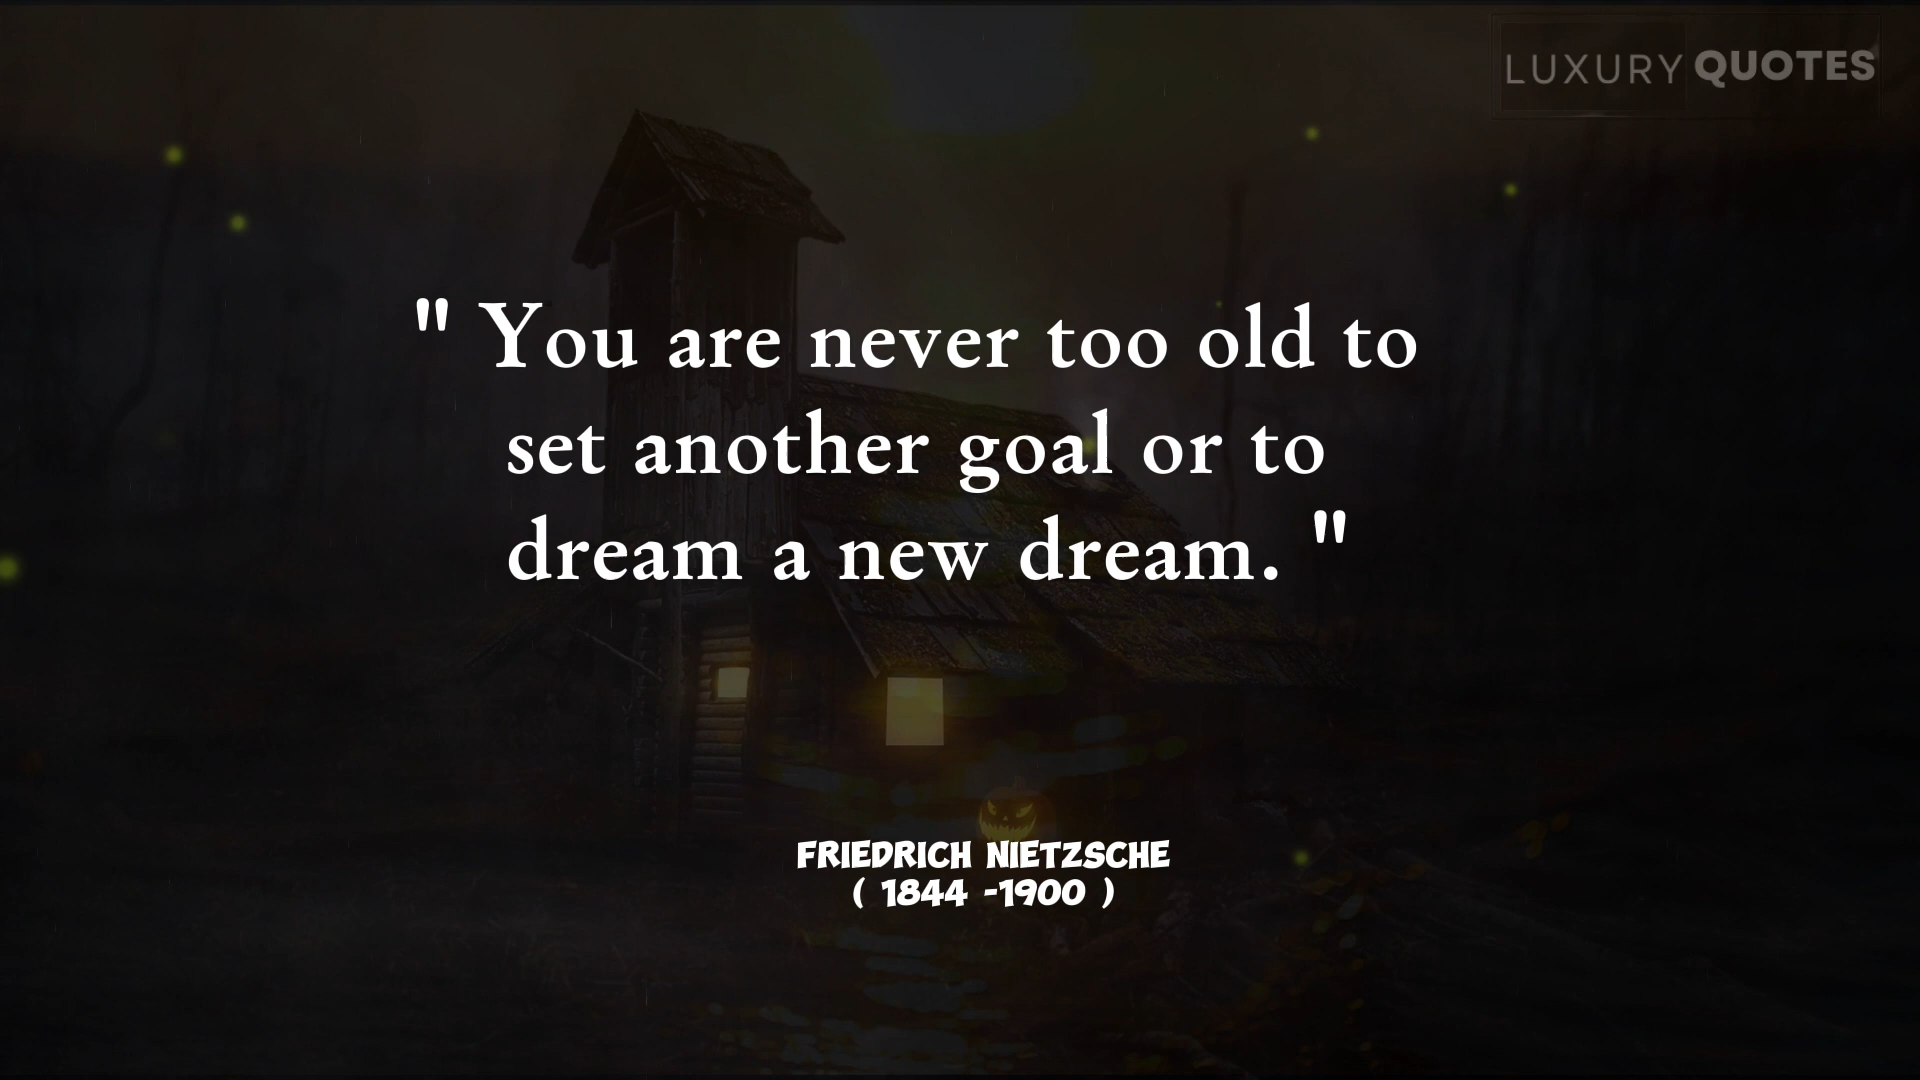 LUXURY QUOTES
" You are never too old to
set another goal or to
dream a new dream. "
FRIEDRICH NIETZSCHE
( 1844 -1900 )